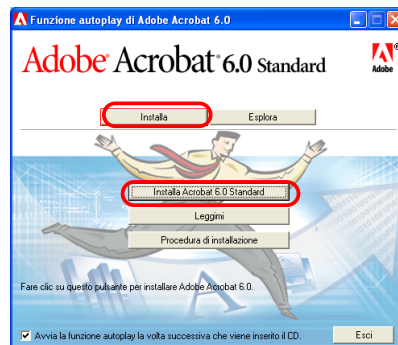 Funzione autoplay di Adobe Acrobat 6.0
Adobe® Acrobat® 6.0 Standard
Adobe
Installa
Esplora
Installa Acrobat 6.0 Standard
Leggimi
Procedura di installazione
Fare clic su questo pulsante per installare Adobe Acrobat 6.0.
Avvia la funzione autoplay la volta successiva che viene inserito il CD.
Esci